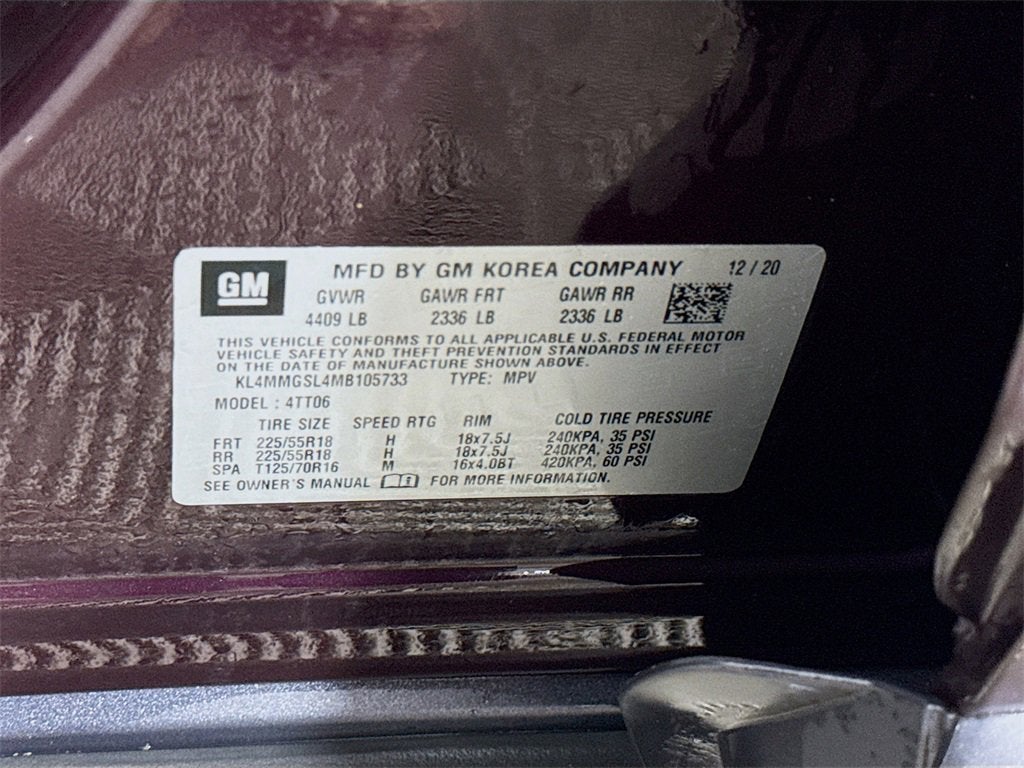 GM MFD BY GM KOREA COMPANY 12/20
GVWR GAWR FRT GAWR RR
4409 LB 2336 LB 2336 LB
THIS VEHICLE CONFORMS TO ALL APPLICABLE U.S. FEDERAL MOTOR
VEHICLE SAFETY AND THEFT PREVENTION STANDARDS IN EFFECT
ON THE DATE OF MANUFACTURE SHOWN ABOVE.
KL4MMGSL4MB105733 TYPE: MPV
MODEL : 4TT06
TIRE SIZE SPEED RTG RIM COLD TIRE PRESSURE
FRT 225/55R18 H 18x7.5J 240KPA, 35 PSI
RR 225/55R18 H 18x7.5J 240KPA, 35 PSI
SPA T125/70R16 M 16x4.0BT 420KPA, 60 PSI
SEE OWNER'S MANUAL FOR MORE INFORMATION.